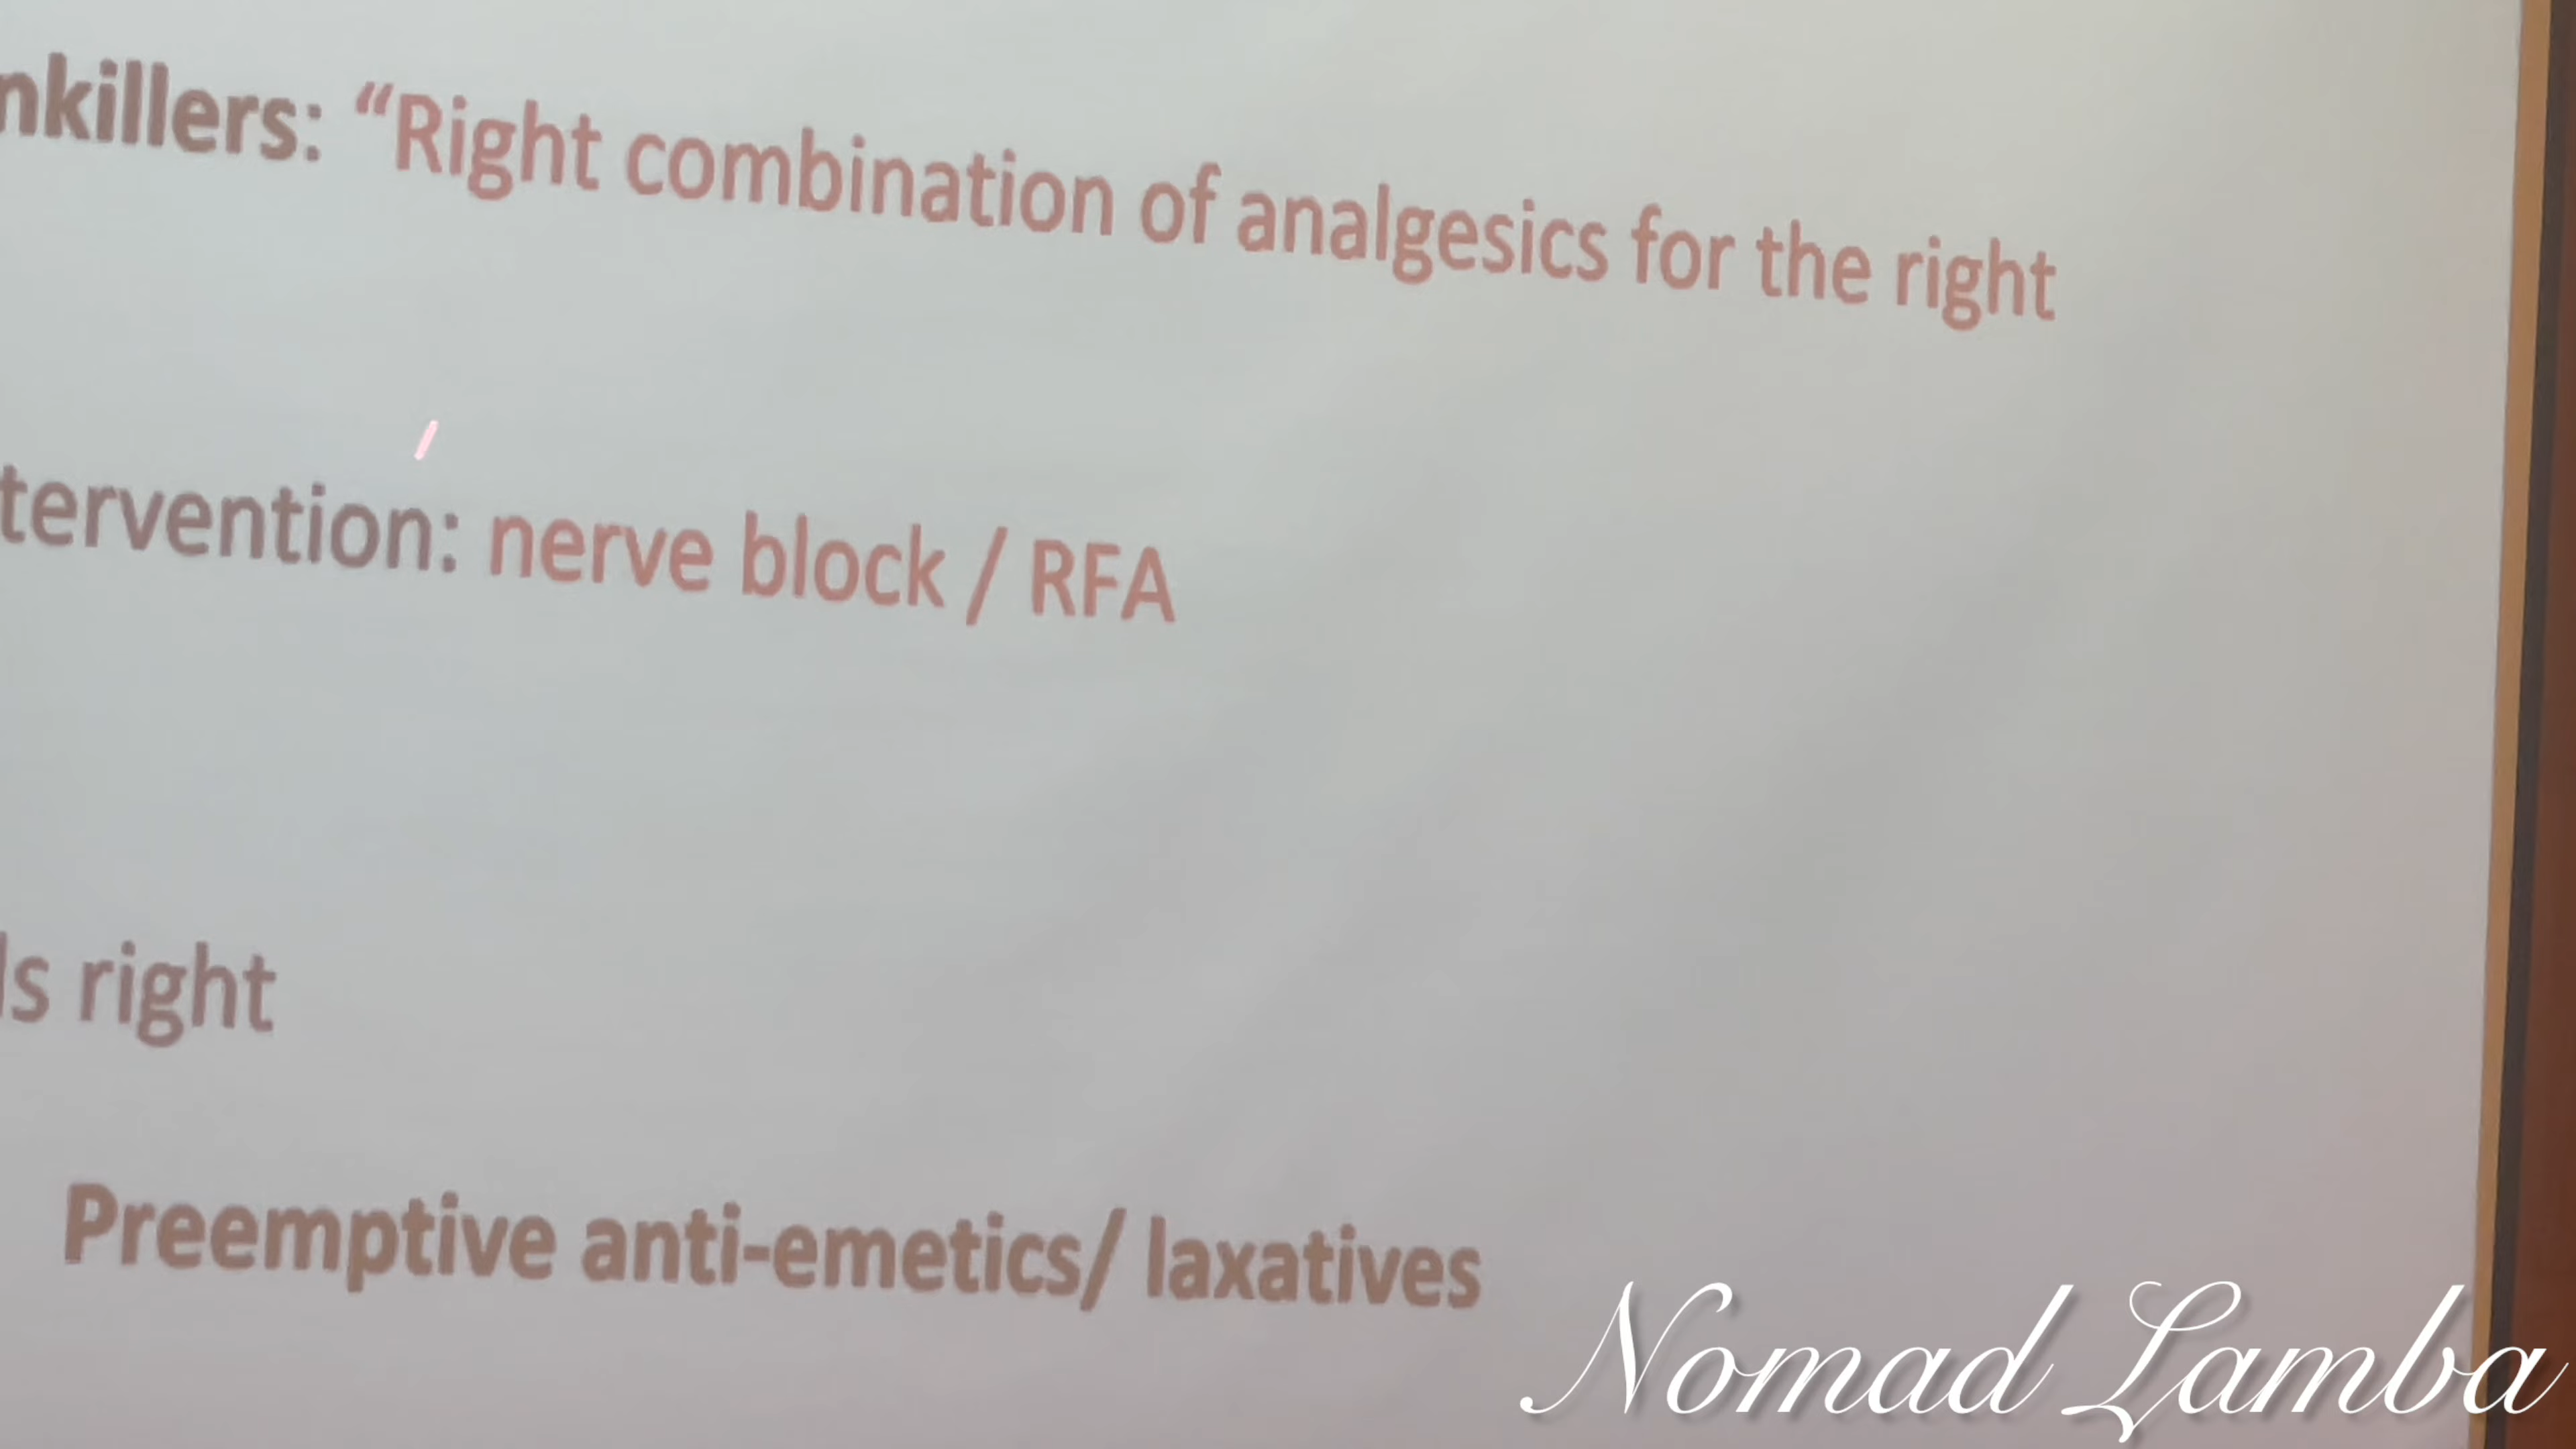 nkillers: “Right combination of analgesics for the right
tervention: nerve block / RFA
ls right
Preemptive anti-emetics/ laxatives
Nomad Lamba